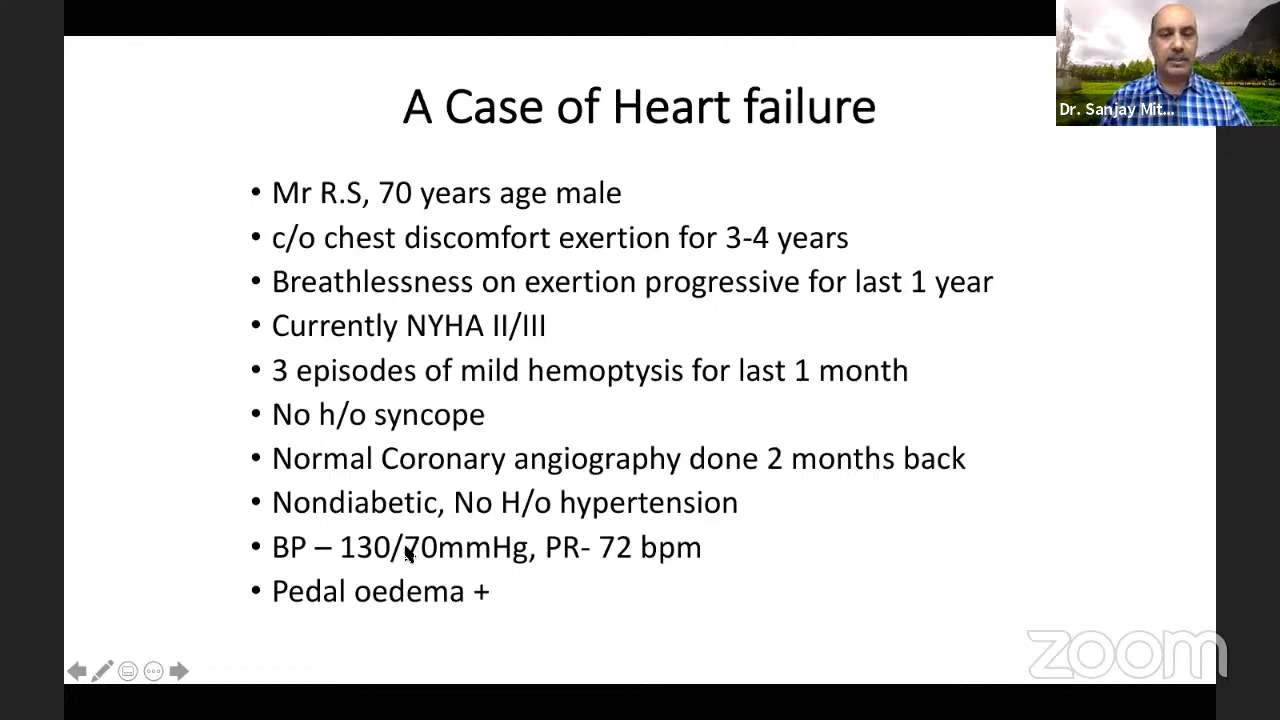 A Case of Heart failure
Dr. Sanjay Mit...
• Mr R.S, 70 years age male
• c/o chest discomfort exertion for 3-4 years
• Breathlessness on exertion progressive for last 1 year
• Currently NYHA II/III
• 3 episodes of mild hemoptysis for last 1 month
• No h/o syncope
• Normal Coronary angiography done 2 months back
• Nondiabetic, No H/o hypertension
• BP – 130/70mmHg, PR- 72 bpm
• Pedal oedema +
zoom